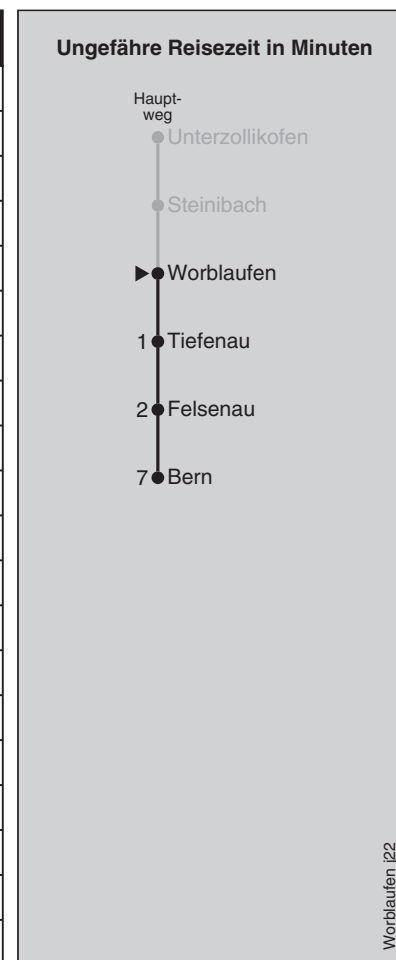 Ungefähre Reisezeit in Minuten
Haupt-
weg
Unterzollikofen
Steinibach
Worblaufen
1 Tiefenau
2 Felsenau
7 Bern
Worblaufen j22